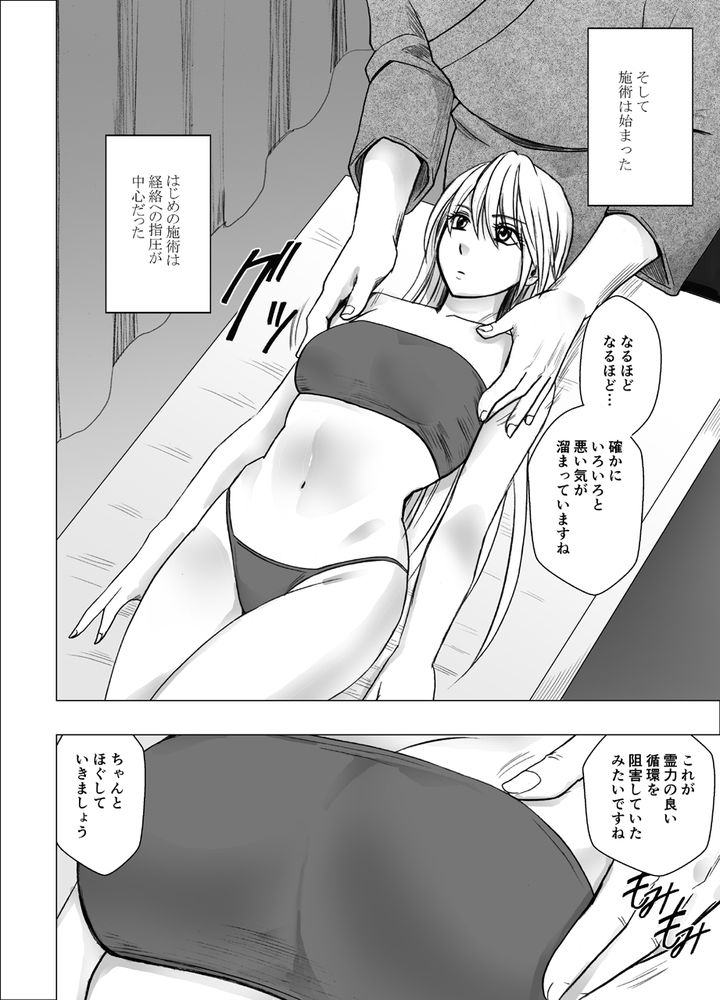 そして
施術は始まった
はじめの施術は
経絡への指圧が
中心だった
グッ
なるほど
なるほど…
確かに
いろいろと
悪い気が
溜まっていますね
これが
霊力の良い
循環を
阻害していた
みたいですね
もみ
もみ
ちゃんと
ほぐして
いきましょう